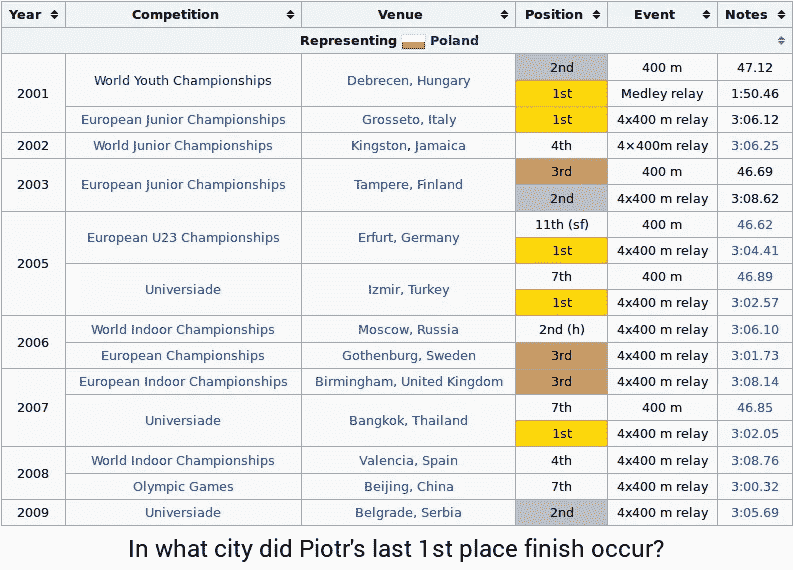 Year Competition Venue Position Event Notes
Representing Poland
2001 World Youth Championships Debrecen, Hungary 2nd 400 m 47.12
1st Medley relay 1:50.46
European Junior Championships Grosseto, Italy 1st 4x400 m relay 3:06.12
2002 World Junior Championships Kingston, Jamaica 4th 4×400m relay 3:06.25
2003 European Junior Championships Tampere, Finland 3rd 400 m 46.69
2nd 4x400 m relay 3:08.62
2005 European U23 Championships Erfurt, Germany 11th (sf) 400 m 46.62
1st 4x400 m relay 3:04.41
Universiade Izmir, Turkey 7th 400 m 46.89
1st 4x400 m relay 3:02.57
2006 World Indoor Championships Moscow, Russia 2nd (h) 4x400 m relay 3:06.10
European Championships Gothenburg, Sweden 3rd 4x400 m relay 3:01.73
2007 European Indoor Championships Birmingham, United Kingdom 3rd 4x400 m relay 3:08.14
Universiade Bangkok, Thailand 7th 400 m 46.85
1st 4x400 m relay 3:02.05
2008 World Indoor Championships Valencia, Spain 4th 4x400 m relay 3:08.76
Olympic Games Beijing, China 7th 4x400 m relay 3:00.32
2009 Universiade Belgrade, Serbia 2nd 4x400 m relay 3:05.69
In what city did Piotr's last 1st place finish occur?